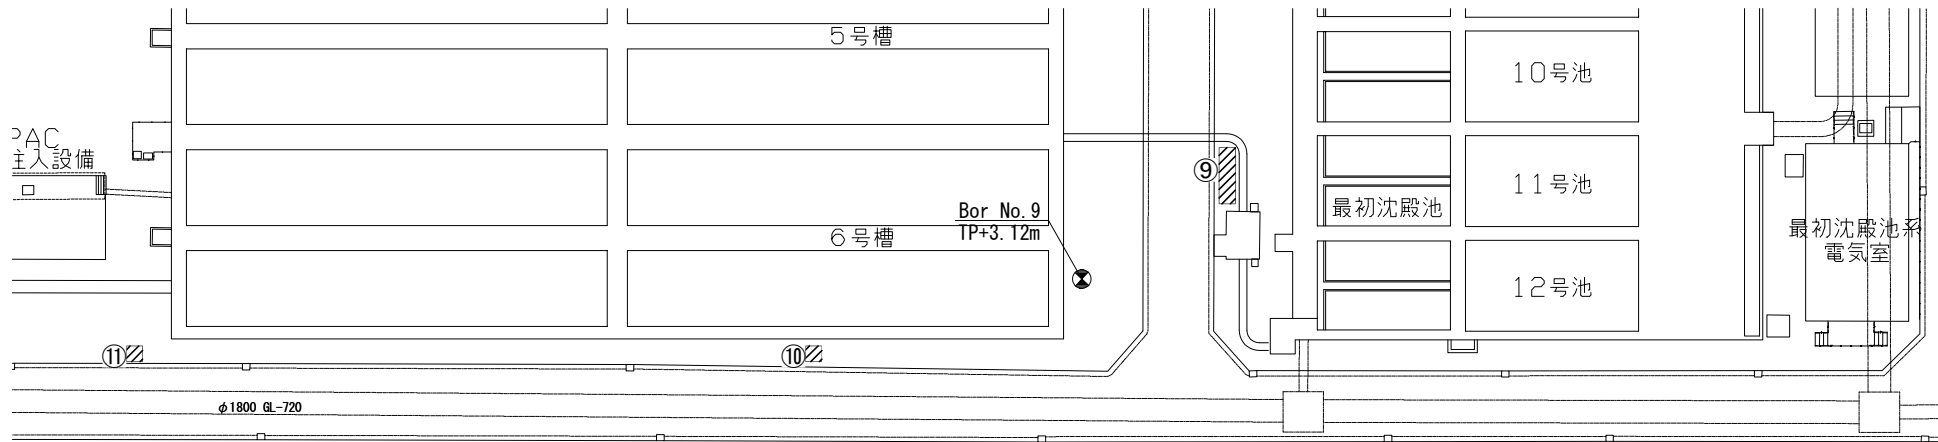 5号槽
10号池
PAC
注入設備
⑨
11号池
最初沈殿池
Bor No.9
TP+3.12m
6号槽
最初沈殿池系
電気室
12号池
⑪
⑩
φ1800 GL-720